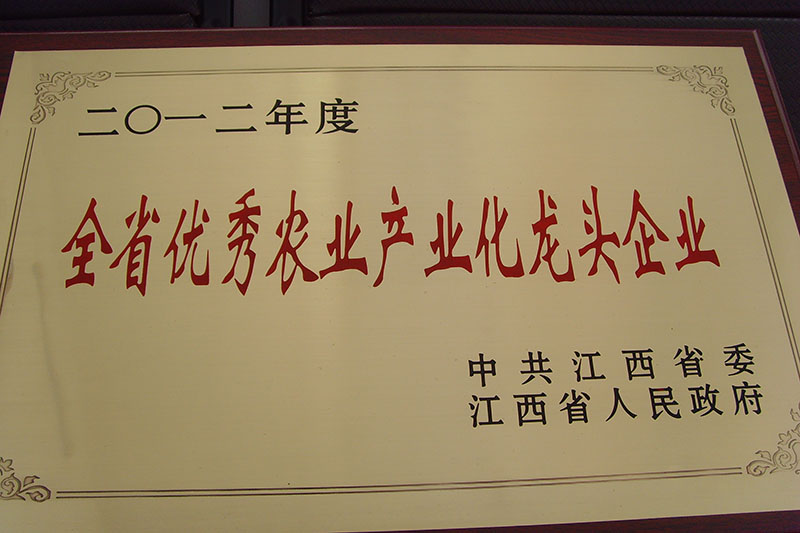 二〇一二年度
全省优秀农业产业化龙头企业
中共江西省委
江西省人民政府